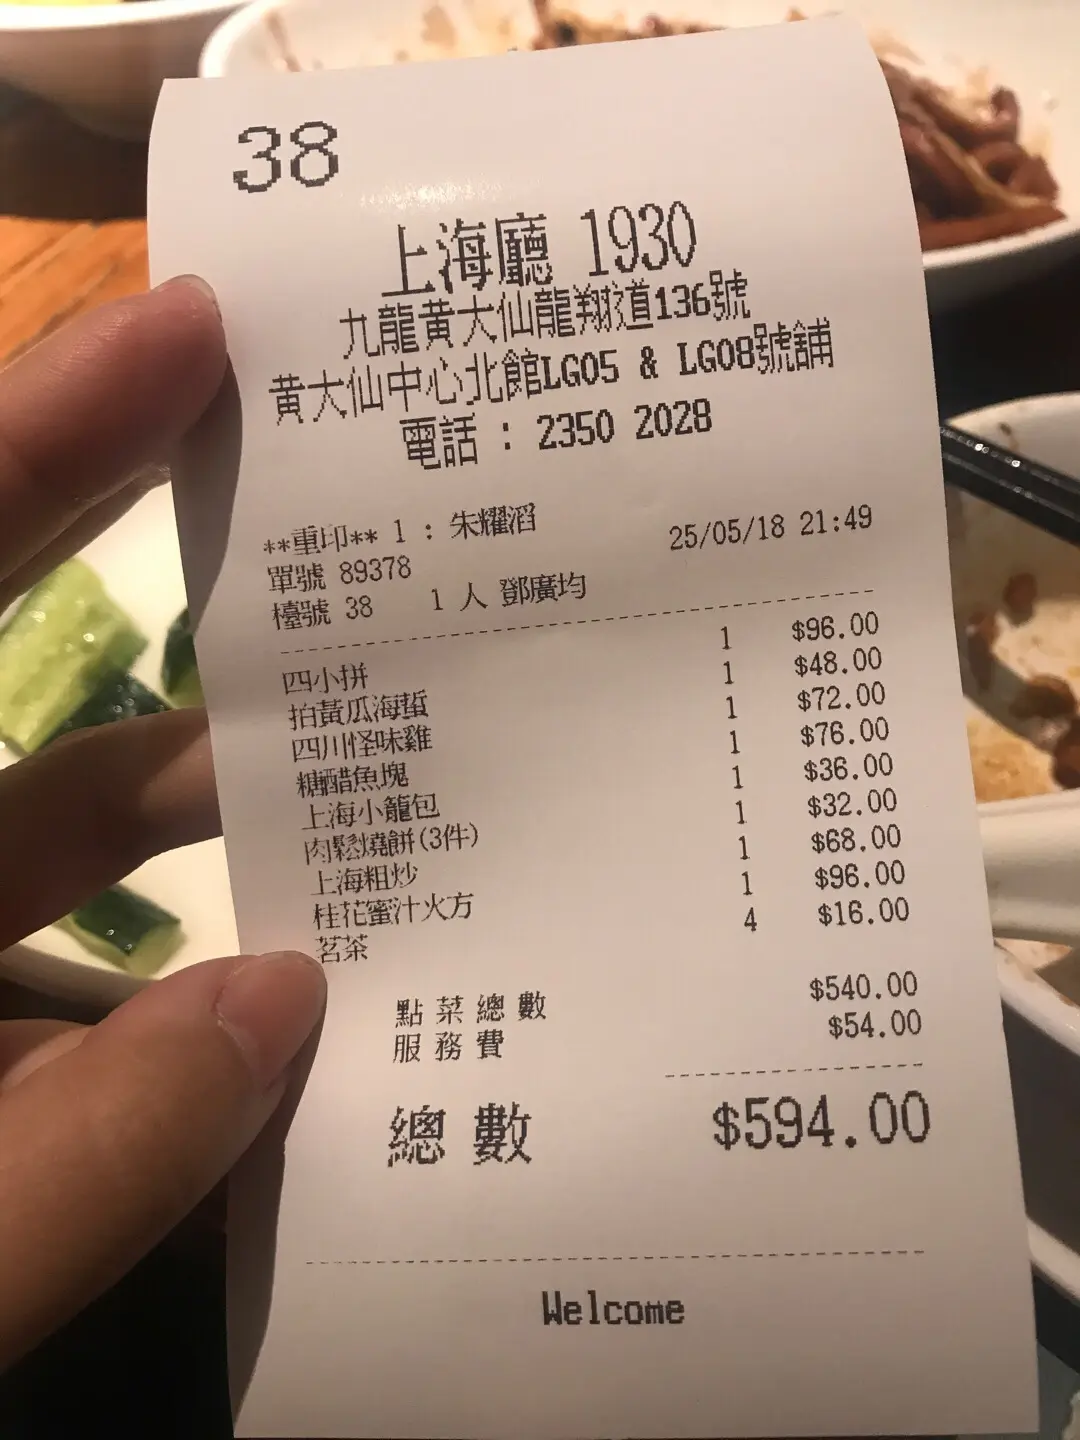 38
上海廳 1930
九龍黃大仙龍翔道136號
黃大仙中心北館LG05 & LG08號舖
電話 : 2350 2028
**重印** 1 : 朱耀滔
單號 89378 25/05/18 21:49
檯號 38 1 人 鄧廣均
四小拼 1 $96.00
拍黃瓜海蜇 1 $48.00
四川怪味雞 1 $72.00
糖醋魚塊 1 $76.00
上海小籠包 1 $36.00
肉鬆燒餅(3件) 1 $32.00
上海粗炒 1 $68.00
桂花蜜汁火方 1 $96.00
茗茶 4 $16.00
點菜總數 $540.00
服務費 $54.00
總數 $594.00
Welcome